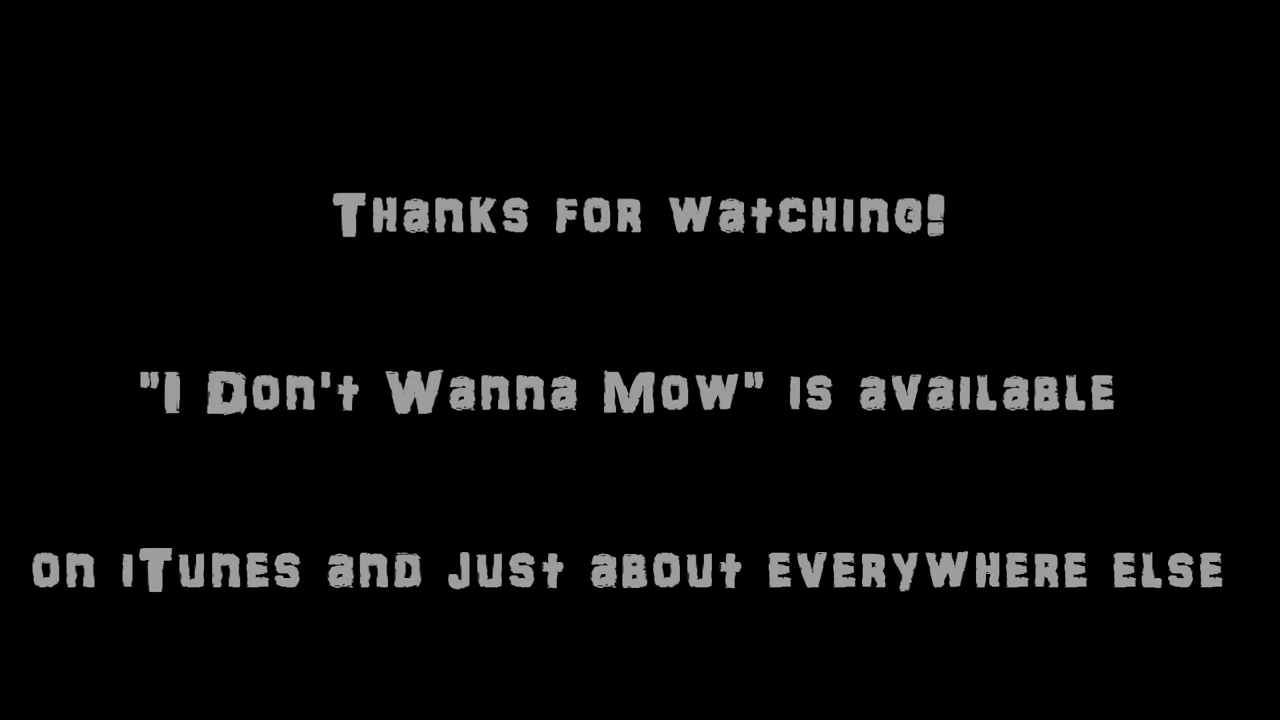 Thanks for watching!
"I Don't Wanna Mow" is available
on iTunes and just about everywhere else